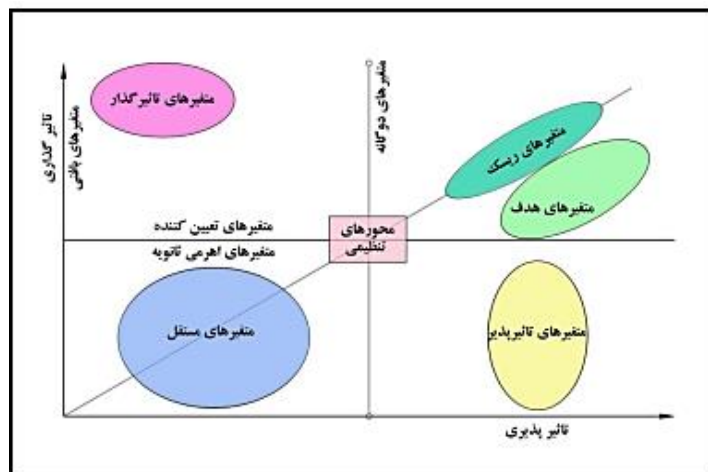 متغیرهای تاثیرگذار
تاثیر گذاری
متغیرهای بافتی
متغیرهای دوگانه
متغیرهای ریسک
متغیرهای هدف
متغیرهای تعیین کننده
متغیرهای اهرمی ثانویه
محورهای
تنظیمی
متغیرهای مستقل
متغیرهای تاثیرپذیر
تاثیر پذیری